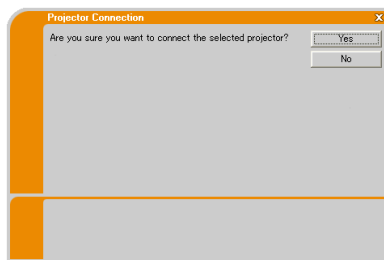 Projector Connection
X
Are you sure you want to connect the selected projector?
Yes
No